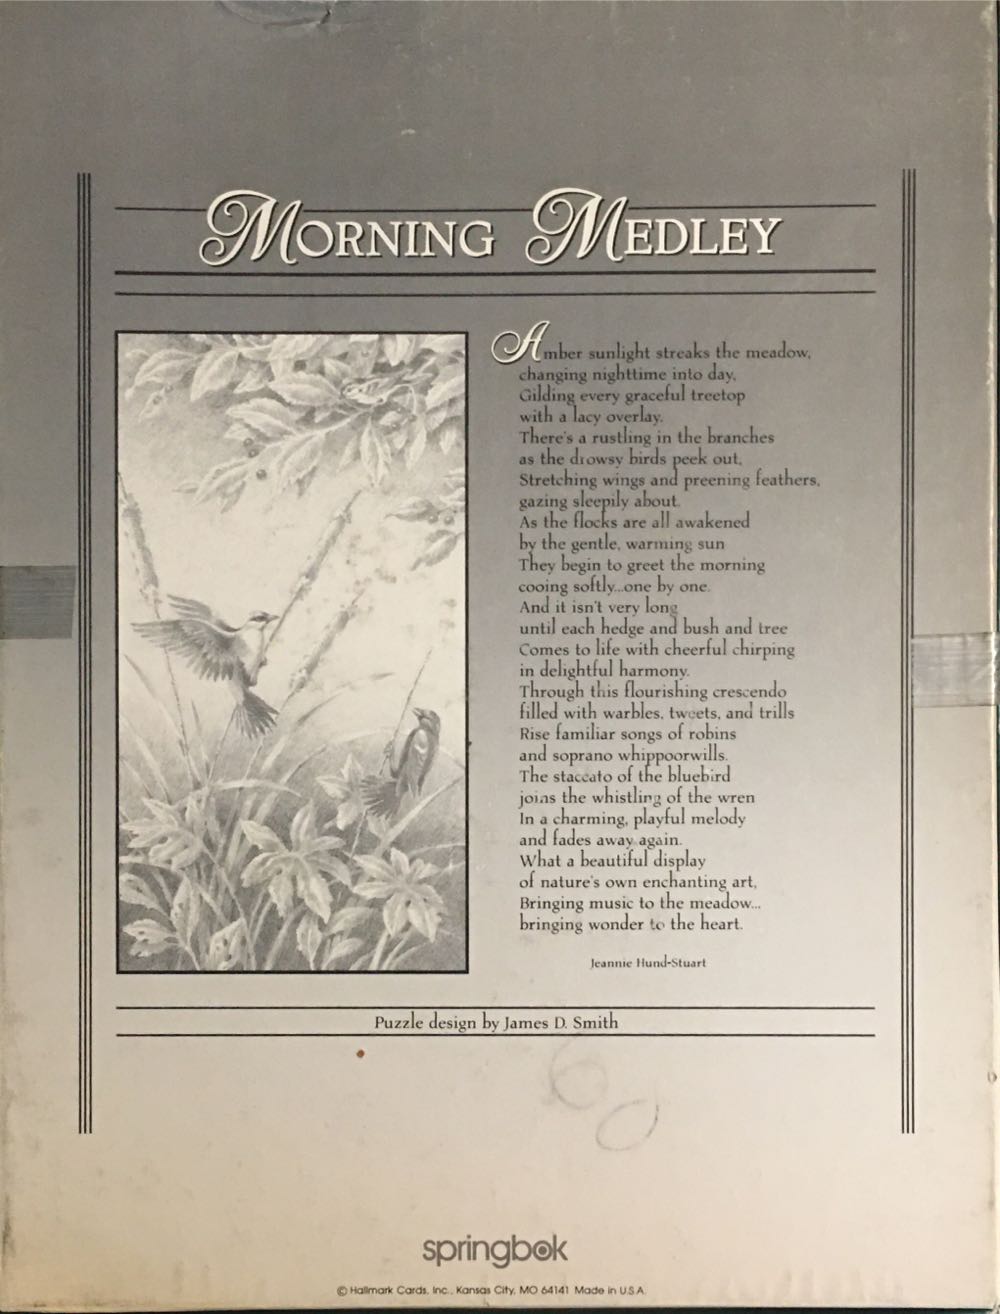 MORNING MEDLEY
Amber sunlight streaks the meadow,
changing nighttime into day,
Gilding every graceful treetop
with a lacy overlay.
There's a rustling in the branches
as the drowsy birds peek out,
Stretching wings and preening feathers,
gazing sleepily about.
As the flocks are all awakened
by the gentle, warming sun
They begin to greet the morning
cooing softly...one by one.
And it isn't very long
until each hedge and bush and tree
Comes to life with cheerful chirping
in delightful harmony.
Through this flourishing crescendo
filled with warbles, tweets, and trills
Rise familiar songs of robins
and soprano whippoorwills.
The staccato of the bluebird
joins the whistling of the wren
In a charming, playful melody
and fades away again.
What a beautiful display
of nature's own enchanting art,
Bringing music to the meadow...
bringing wonder to the heart.
Jeannie Hund-Stuart
Puzzle design by James D. Smith
60
springbok
© Hallmark Cards, Inc., Kansas City, MO 64141 Made in U.S.A.